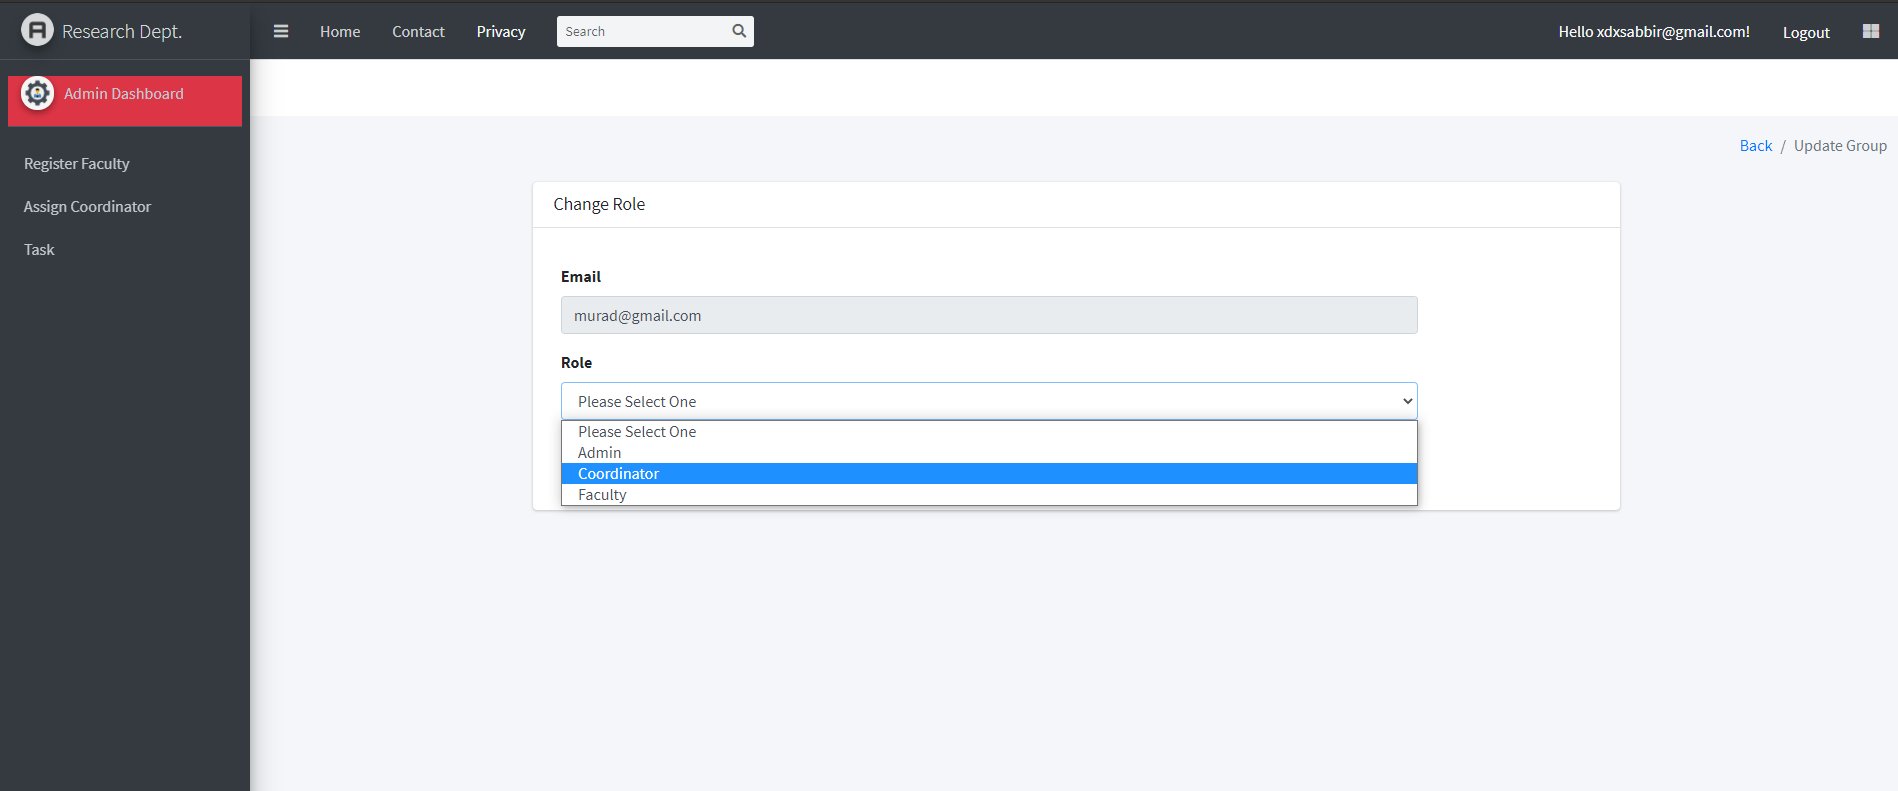 Research Dept.
Home Contact Privacy Search Hello xdxsabbir@gmail.com! Logout
Admin Dashboard
Register Faculty
Assign Coordinator
Task
Back / Update Group
Change Role
Email
murad@gmail.com
Role
Please Select One
Please Select One
Admin
Coordinator
Faculty